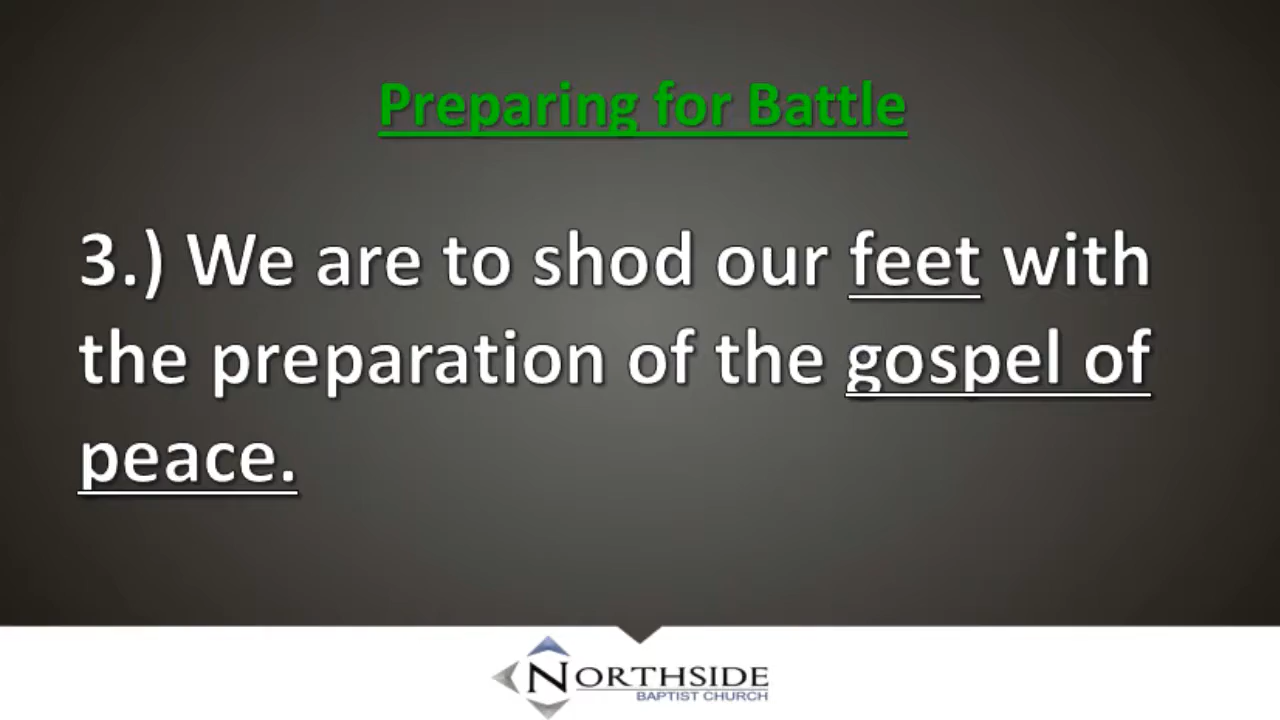 Preparing for Battle
3.) We are to shod our feet with
the preparation of the gospel of
peace.
NORTHSIDE
BAPTIST CHURCH